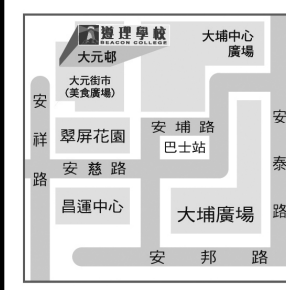 遵理學校
BEACON COLLEGE
大元邨
大埔中心
廣場
大元街市
(美食廣場)
安祥路
翠屏花園
安埔路
巴士站
安泰路
安慈路
昌運中心
大埔廣場
安邦路